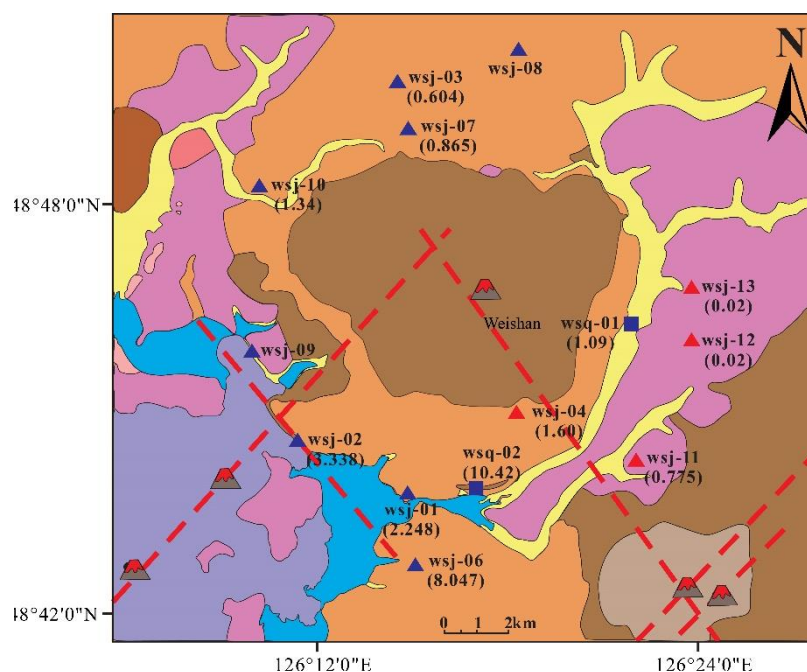 N
wsj-08
wsj-03
(0.604)
wsj-07
(0.865)
wsj-10
(1.34)
48°48'0"N
wsj-13
(0.02)
Weishan
wsq-01
(1.09)
wsj-12
(0.02)
wsj-09
wsj-04
(1.60)
wsj-02
(3.338)
wsq-02
(10.42)
wsj-11
(0.775)
wsj-01
(2.248)
wsj-06
(8.047)
48°42'0"N
0 1 2km
126°12'0"E
126°24'0"E